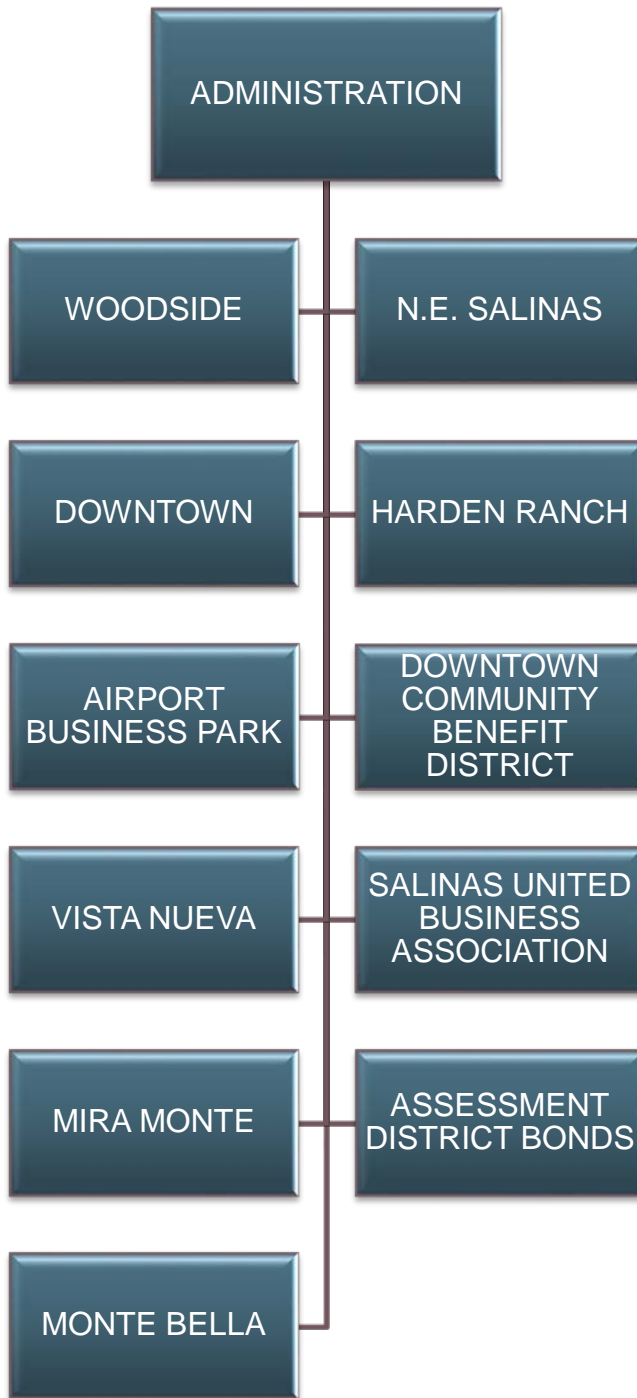 ADMINISTRATION
WOODSIDE
N.E. SALINAS
DOWNTOWN
HARDEN RANCH
AIRPORT
BUSINESS PARK
DOWNTOWN
COMMUNITY
BENEFIT
DISTRICT
VISTA NUEVA
SALINAS UNITED
BUSINESS
ASSOCIATION
MIRA MONTE
ASSESSMENT
DISTRICT BONDS
MONTE BELLA